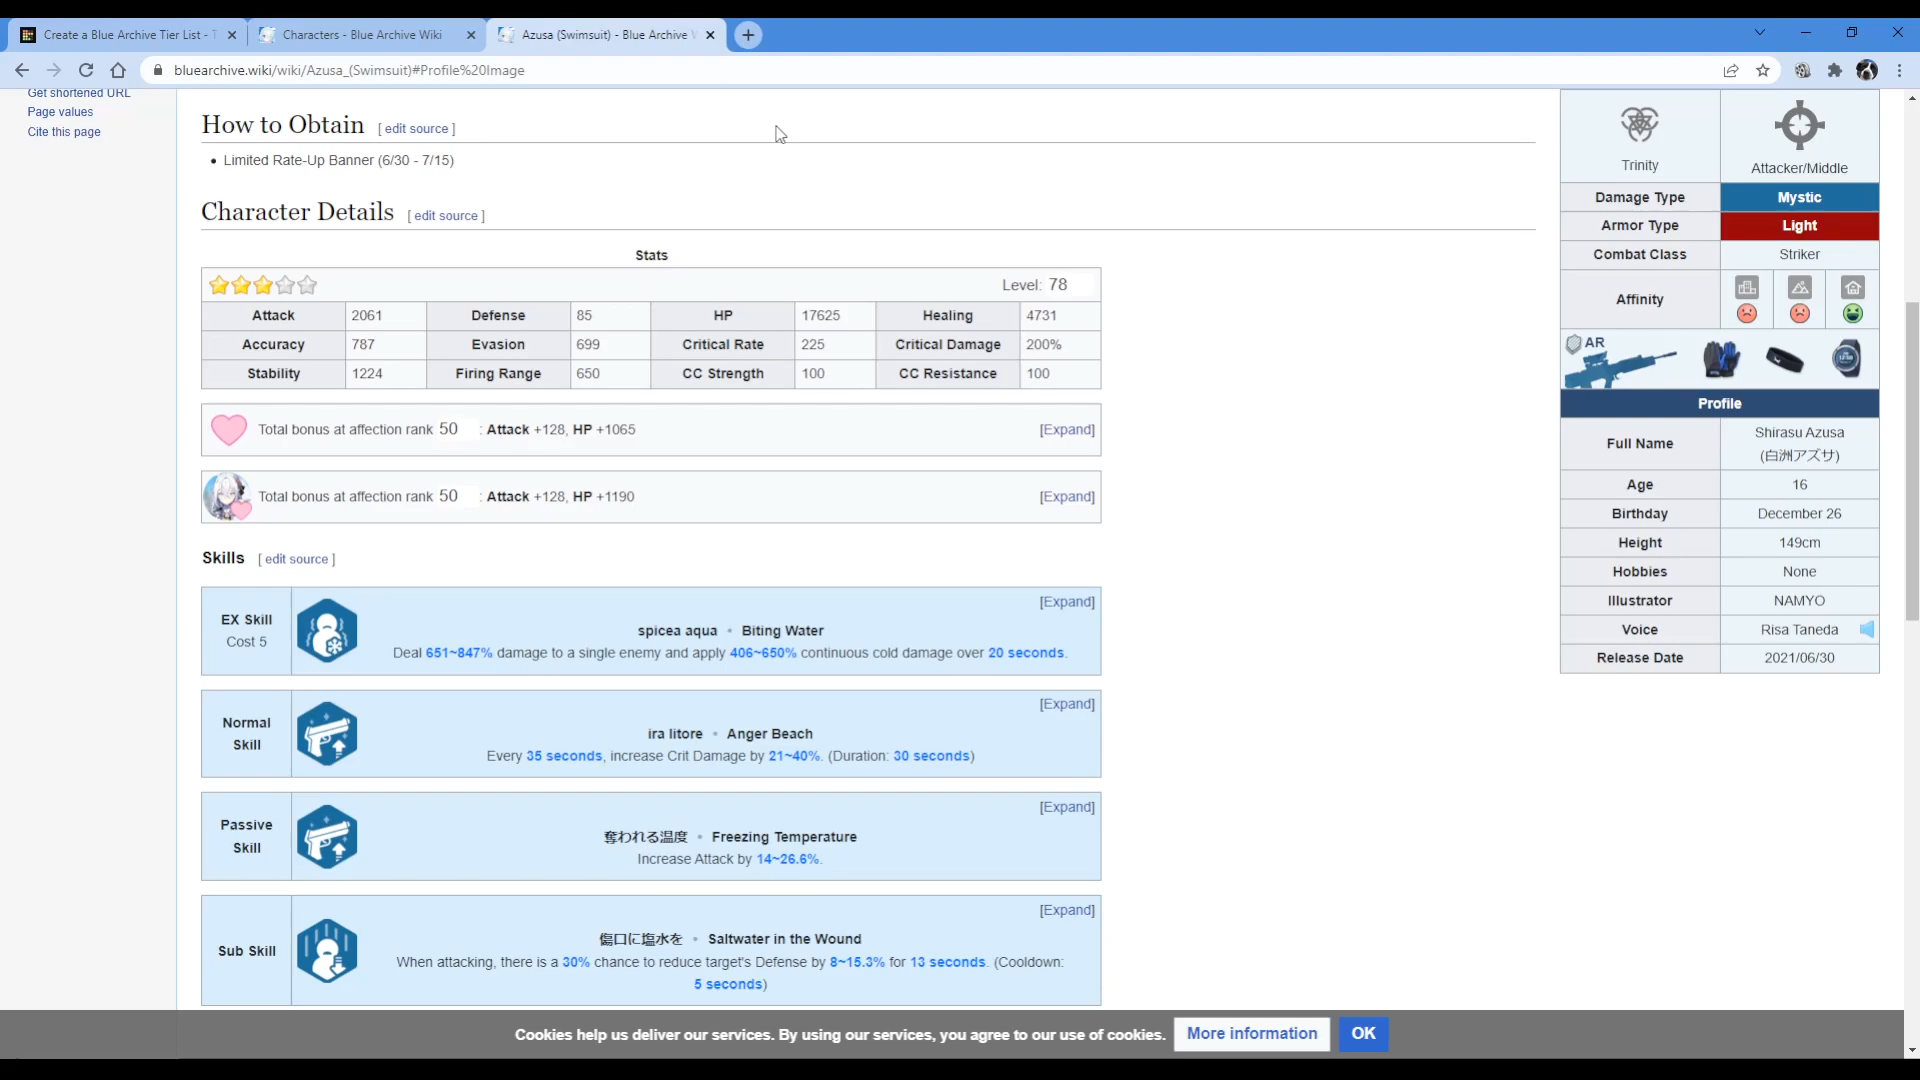 Create a Blue Archive Tier List - T
Characters - Blue Archive Wiki
Azusa (Swimsuit) - Blue Archive W
bluearchive.wiki/wiki/Azusa_(Swimsuit)#Profile%20Image
Get shortened URL
Page values
Cite this page
How to Obtain [ edit source ]
Limited Rate-Up Banner (6/30 - 7/15)
Character Details [ edit source ]
Stats
Level: 78
Attack 2061 Defense 85 HP 17625 Healing 4731
Accuracy 787 Evasion 699 Critical Rate 225 Critical Damage 200%
Stability 1224 Firing Range 650 CC Strength 100 CC Resistance 100
Total bonus at affection rank 50 : Attack +128, HP +1065 [Expand]
Total bonus at affection rank 50 : Attack +128, HP +1190 [Expand]
Skills [ edit source ]
EX Skill
Cost 5
[Expand]
spicea aqua • Biting Water
Deal 651~847% damage to a single enemy and apply 406~650% continuous cold damage over 20 seconds.
Normal
Skill
[Expand]
ira litore • Anger Beach
Every 35 seconds, increase Crit Damage by 21~40%. (Duration: 30 seconds)
Passive
Skill
[Expand]
奪われる温度 • Freezing Temperature
Increase Attack by 14~26.6%.
Sub Skill
[Expand]
傷口に塩水を • Saltwater in the Wound
When attacking, there is a 30% chance to reduce target's Defense by 8~15.3% for 13 seconds. (Cooldown:
5 seconds)
Trinity
Attacker/Middle
Damage Type Mystic
Armor Type Light
Combat Class Striker
Affinity
AR
Profile
Full Name
Shirasu Azusa
(白洲アズサ)
Age 16
Birthday December 26
Height 149cm
Hobbies None
Illustrator NAMYO
Voice Risa Taneda
Release Date 2021/06/30
Cookies help us deliver our services. By using our services, you agree to our use of cookies. More information OK